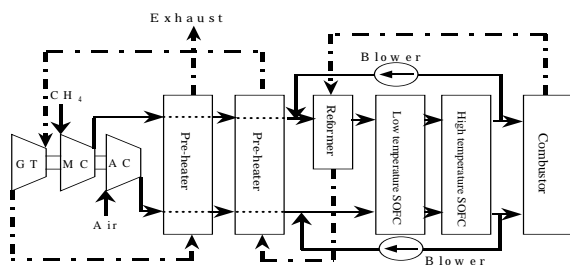 Exhaust
Blower
CH4
GT
MC
AC
Air
Pre-heater
Pre-heater
Reformer
Low temperature SOFC
High temperature SOFC
Combustor
Blower